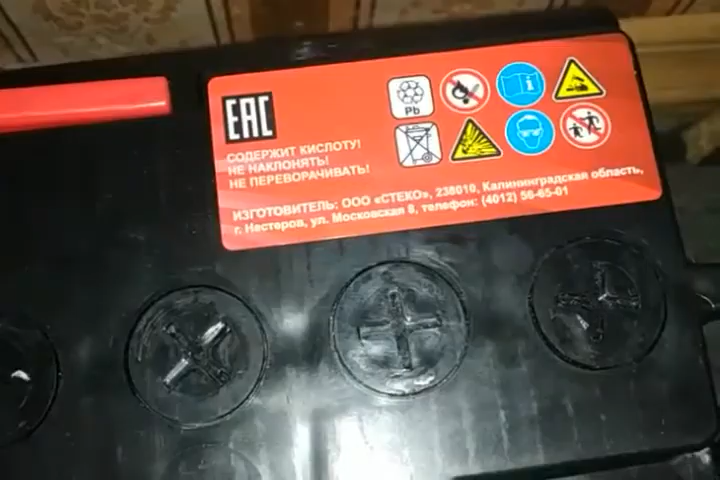 EAC
Pb
СОДЕРЖИТ КИСЛОТУ!
НЕ НАКЛОНЯТЬ!
НЕ ПЕРЕВОРАЧИВАТЬ!
ИЗГОТОВИТЕЛЬ: ООО «СТЕКО», 238010, Калининградская область,
г. Нестеров, ул. Московская 8, телефон: (4012) 56-65-01